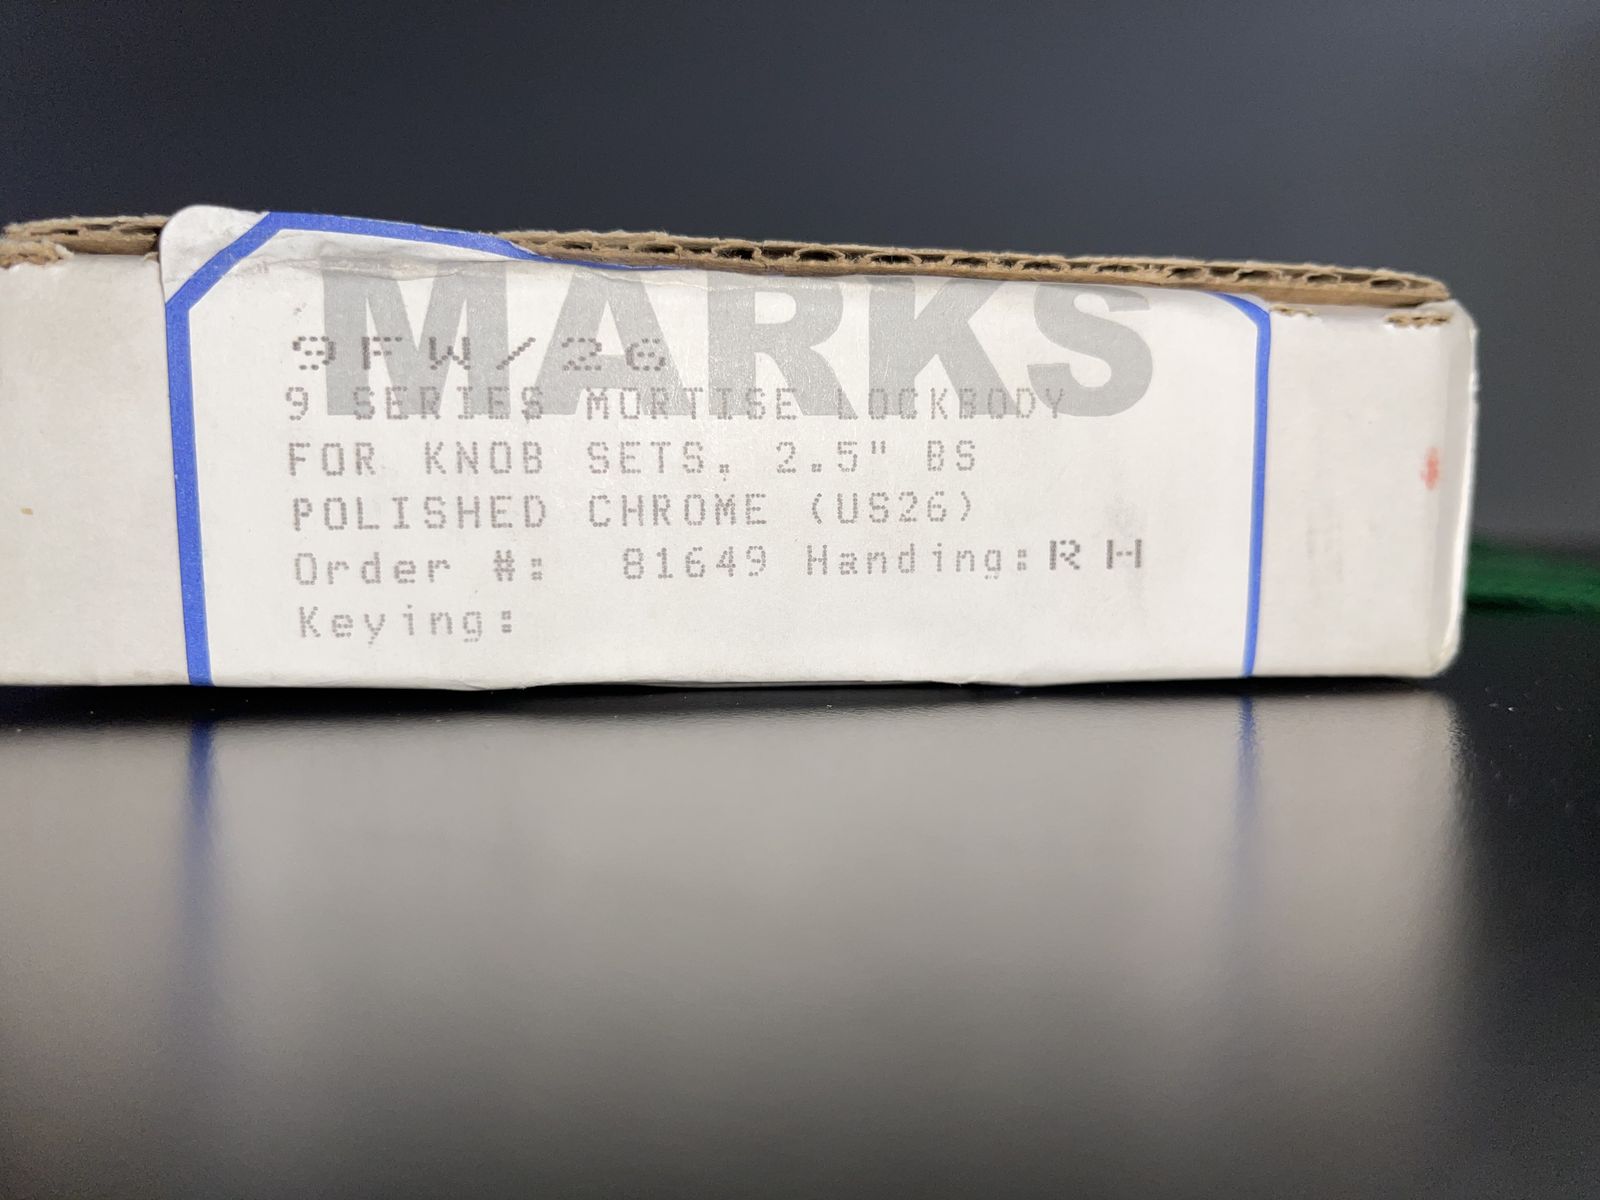 MARKS
9FW/26
9 SERIES MORTISE LOCKBODY
FOR KNOB SETS, 2.5" BS
POLISHED CHROME (US26)
Order #: 81649 Handing:RH
Keying: